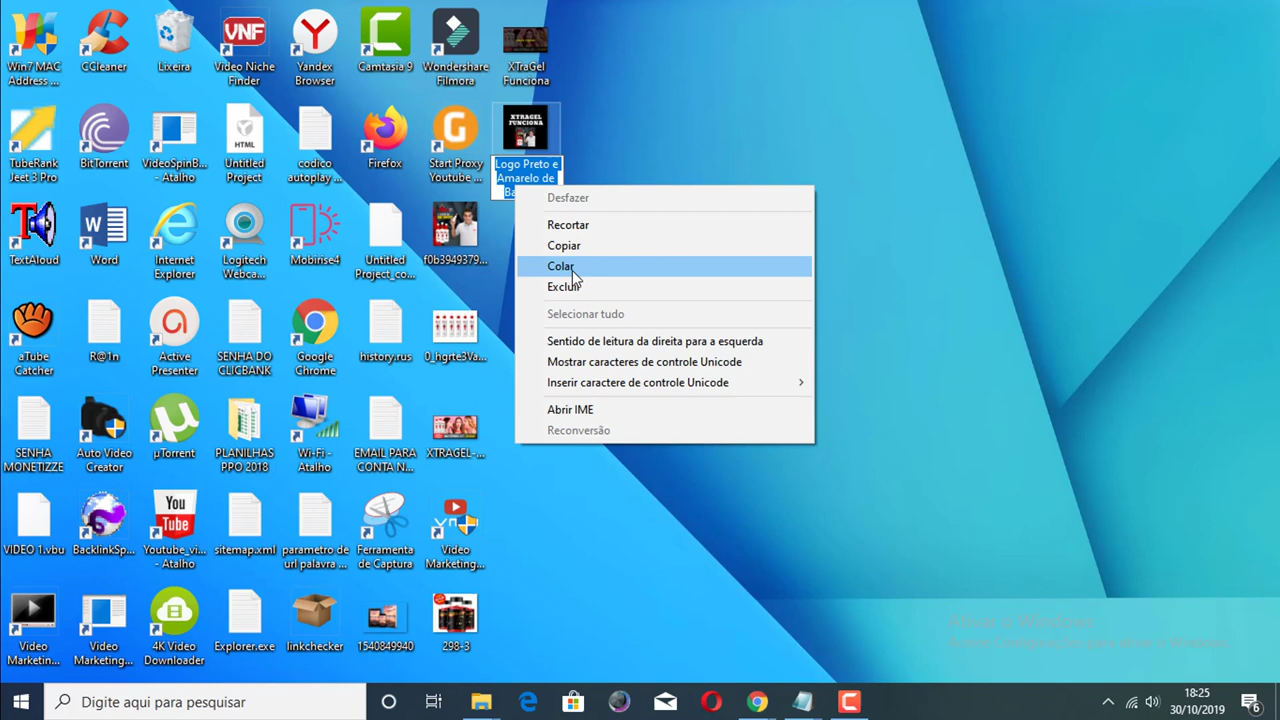 Win7 MAC
Address ...
CCleaner
Lixeira
VNF
Video Niche
Finder
Yandex
Browser
Camtasia 9
Wondershare
Filmora
XTraGel
Funciona
TubeRank
Jeet 3 Pro
BitTorrent
VideoSpinB...
- Atalho
HTML
Untitled
Project
codico
autoplay ...
Firefox
Start Proxy
Youtube ...
XTRAGEL
FUNCIONA
Logo Preto e
Amarelo de
Desfazer
Recortar
Copiar
Colar
Excluir
Selecionar tudo
Sentido de leitura da direita para a esquerda
Mostrar caracteres de controle Unicode
Inserir caractere de controle Unicode
Abrir IME
Reconversão
TextAloud
Word
Internet
Explorer
Logitech
Webca...
Mobirise4
Untitled
Project_co...
f0b3949379...
aTube
Catcher
R@1n
Active
Presenter
SENHA DO
CLICBANK
Google
Chrome
history.rus
0_hgrte3Va...
SENHA
MONETIZZE
Auto Video
Creator
µTorrent
PLANILHAS
PPO 2018
Wi-Fi -
Atalho
EMAIL PARA
CONTA N...
XTRAGEL-...
VIDEO 1.vbu
BacklinkSp...
You
Tube
Youtube_vi...
- Atalho
sitemap.xml
parametro de
url palavra ...
Ferramenta
de Captura
Video
Marketing...
Video
Marketin...
Video
Marketing...
4K Video
Downloader
Explorer.exe
linkchecker
1540849940
298-3
Digite aqui para pesquisar
18:25
30/10/2019
6